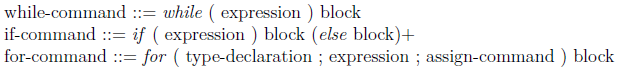 while-command ::= while ( expression ) block
if-command ::= if ( expression ) block (else block)+
for-command ::= for ( type-declaration ; expression ; assign-command ) block